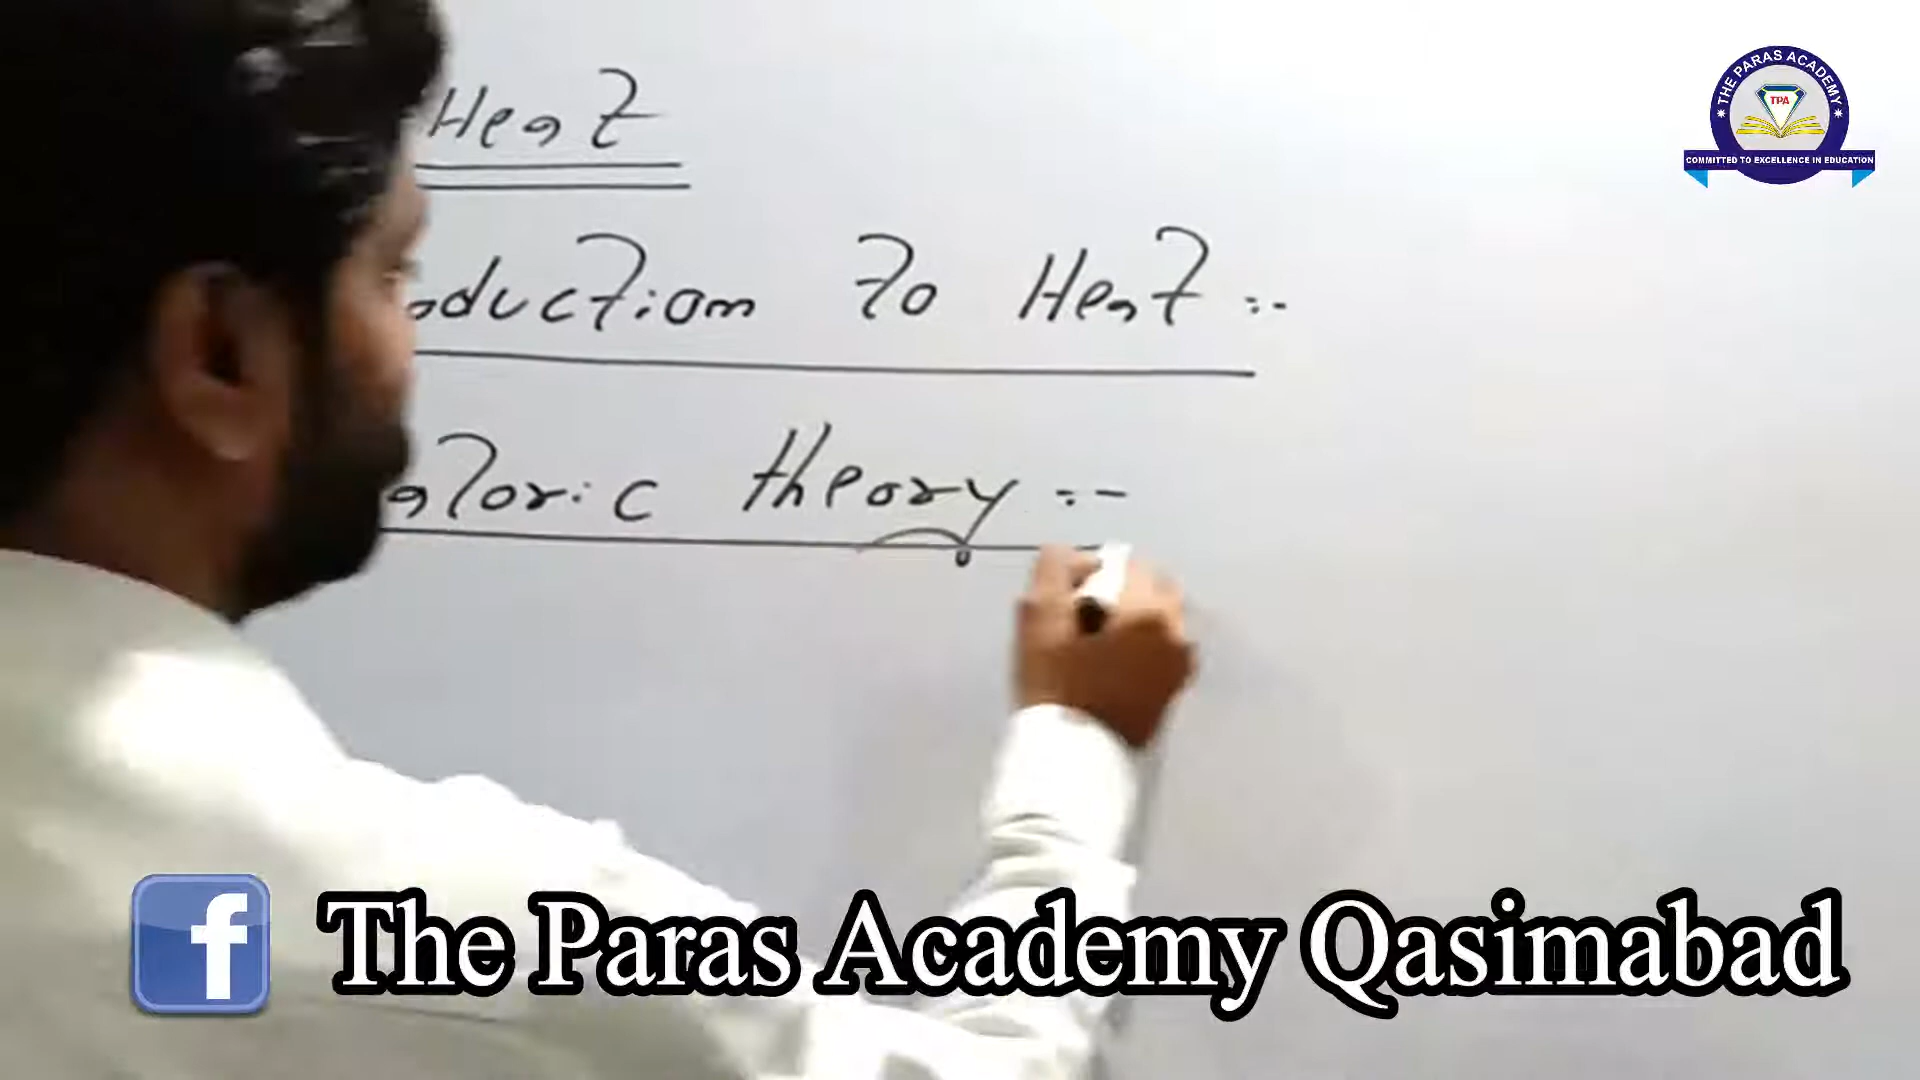 Heat
oduction to Heat :-
aloric theory :-
THE PARAS ACADEMY
TPA
COMMITTED TO EXCELLENCE IN EDUCATION
f The Paras Academy Qasimabad